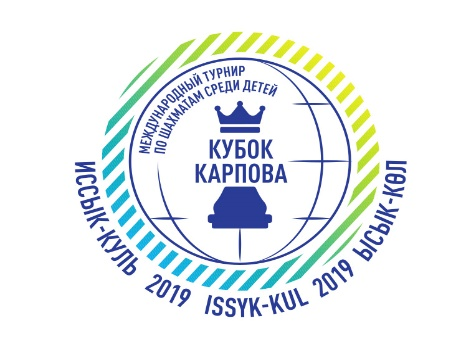 МЕЖДУНАРОДНЫЙ ТУРНИР
ПО ШАХМАТАМ СРЕДИ ДЕТЕЙ
КУБОК
КАРПОВА
ИССЫК-КУЛЬ 2019 ISSYK-KUL 2019 ЫСЫК-КӨЛ